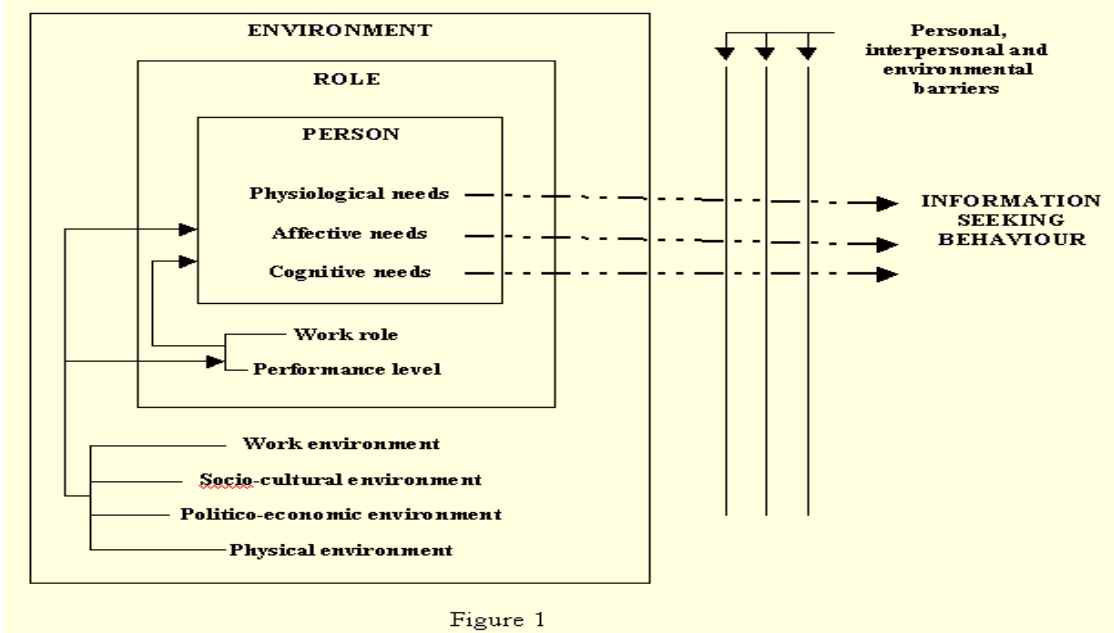 ENVIRONMENT
ROLE
PERSON
Physiological needs
Affective needs
Cognitive needs
Work role
Performance level
Work environment
Socio-cultural environment
Politico-economic environment
Physical environment
Personal,
interpersonal and
environmental
barriers
INFORMATION
SEEKING
BEHAVIOUR
Figure 1